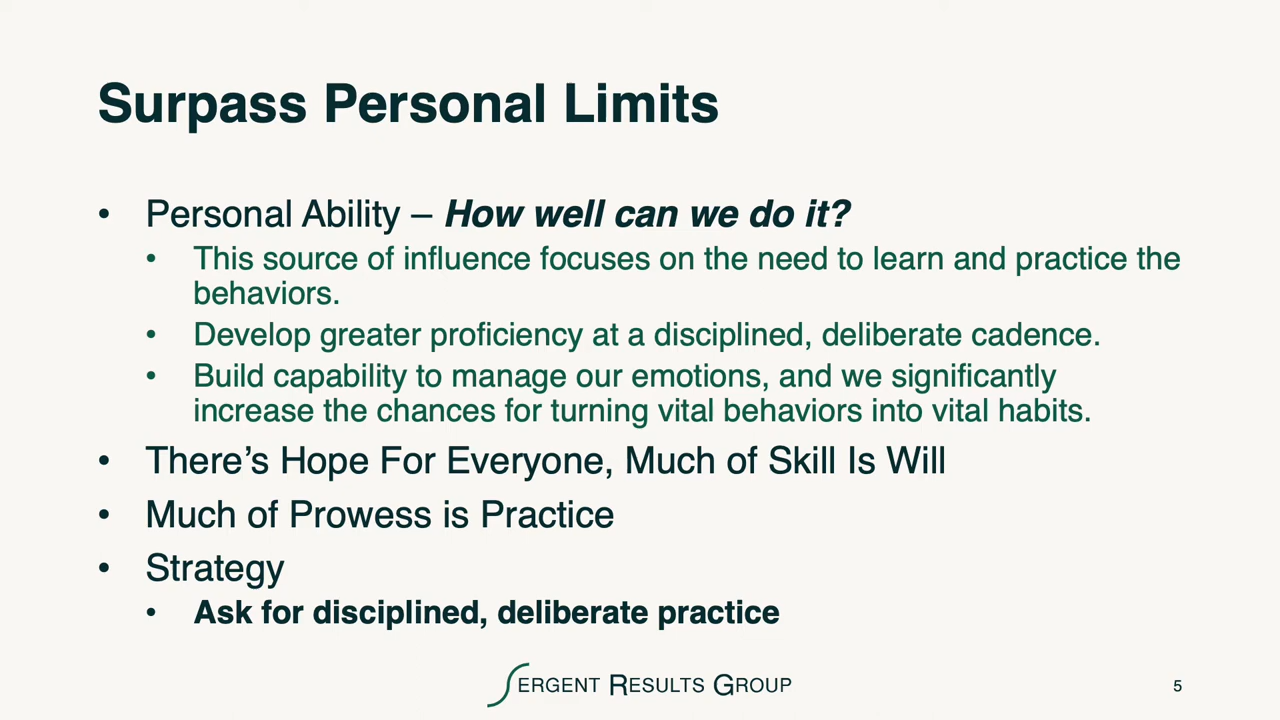 Surpass Personal Limits
• Personal Ability – How well can we do it?
• This source of influence focuses on the need to learn and practice the
behaviors.
• Develop greater proficiency at a disciplined, deliberate cadence.
• Build capability to manage our emotions, and we significantly
increase the chances for turning vital behaviors into vital habits.
• There’s Hope For Everyone, Much of Skill Is Will
• Much of Prowess is Practice
• Strategy
• Ask for disciplined, deliberate practice
SERGENT RESULTS GROUP
5